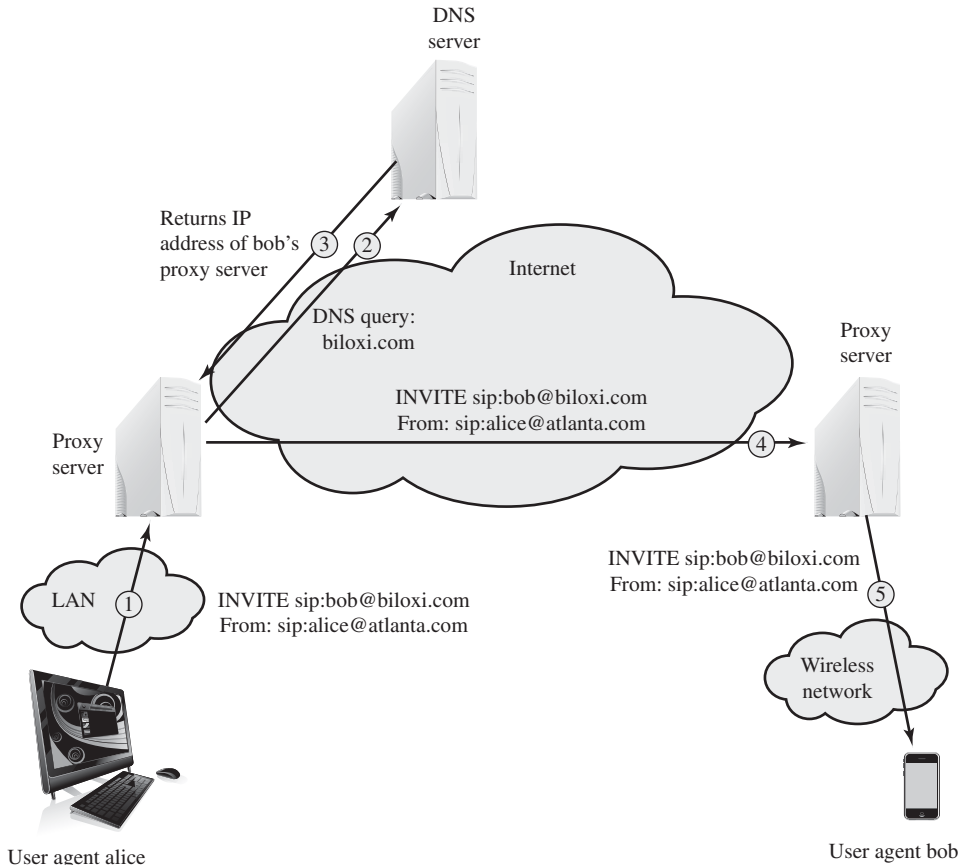 DNS
server
Returns IP
address of bob's
proxy server
3
2
Internet
DNS query:
biloxi.com
Proxy
server
INVITE sip:bob@biloxi.com
From: sip:alice@atlanta.com
4
Proxy
server
LAN
1
INVITE sip:bob@biloxi.com
From: sip:alice@atlanta.com
INVITE sip:bob@biloxi.com
From: sip:alice@atlanta.com
5
Wireless
network
User agent alice
User agent bob